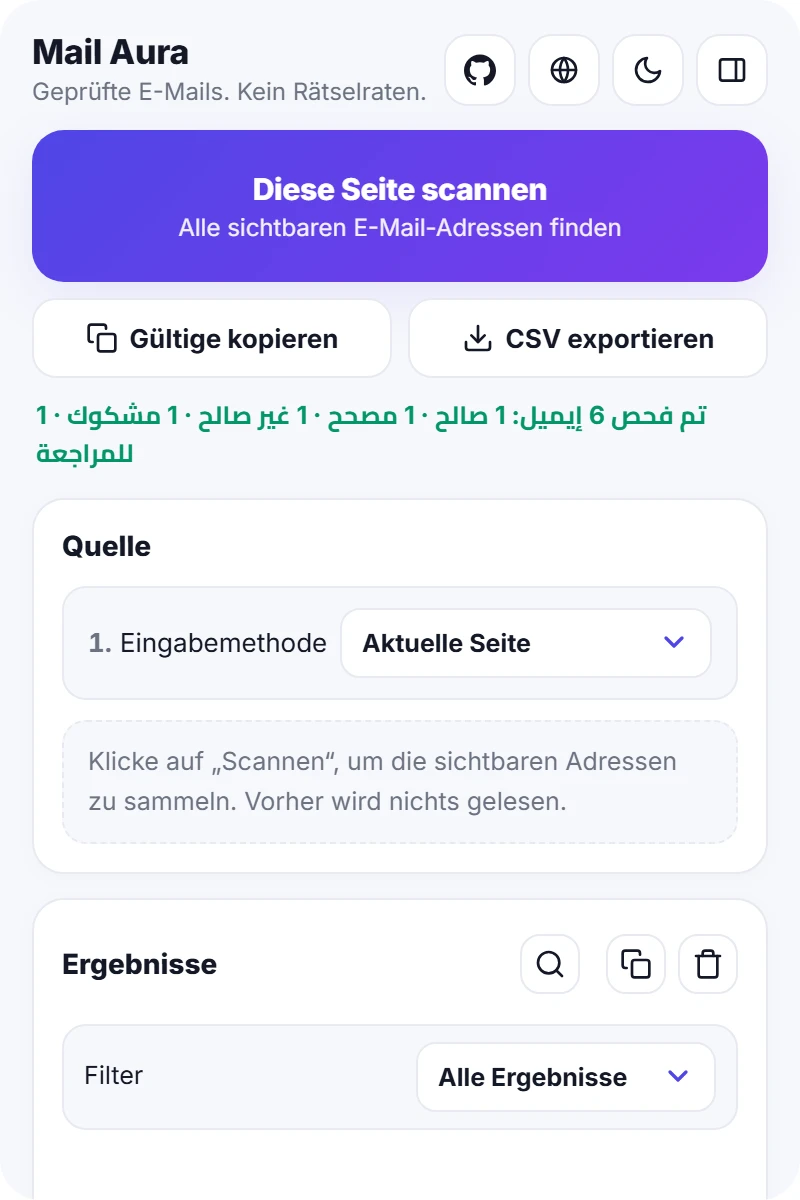 Mail Aura
Geprüfte E-Mails. Kein Rätselraten.
Diese Seite scannen
Alle sichtbaren E-Mail-Adressen finden
Gültige kopieren
CSV exportieren
تم فحص 6 إيميل: 1 صالح · 1 مصحح · 1 غير صالح · 1 مشكوك · 1
للمراجعة
Quelle
1. Eingabemethode
Aktuelle Seite
Klicke auf „Scannen“, um die sichtbaren Adressen
zu sammeln. Vorher wird nichts gelesen.
Ergebnisse
Filter
Alle Ergebnisse